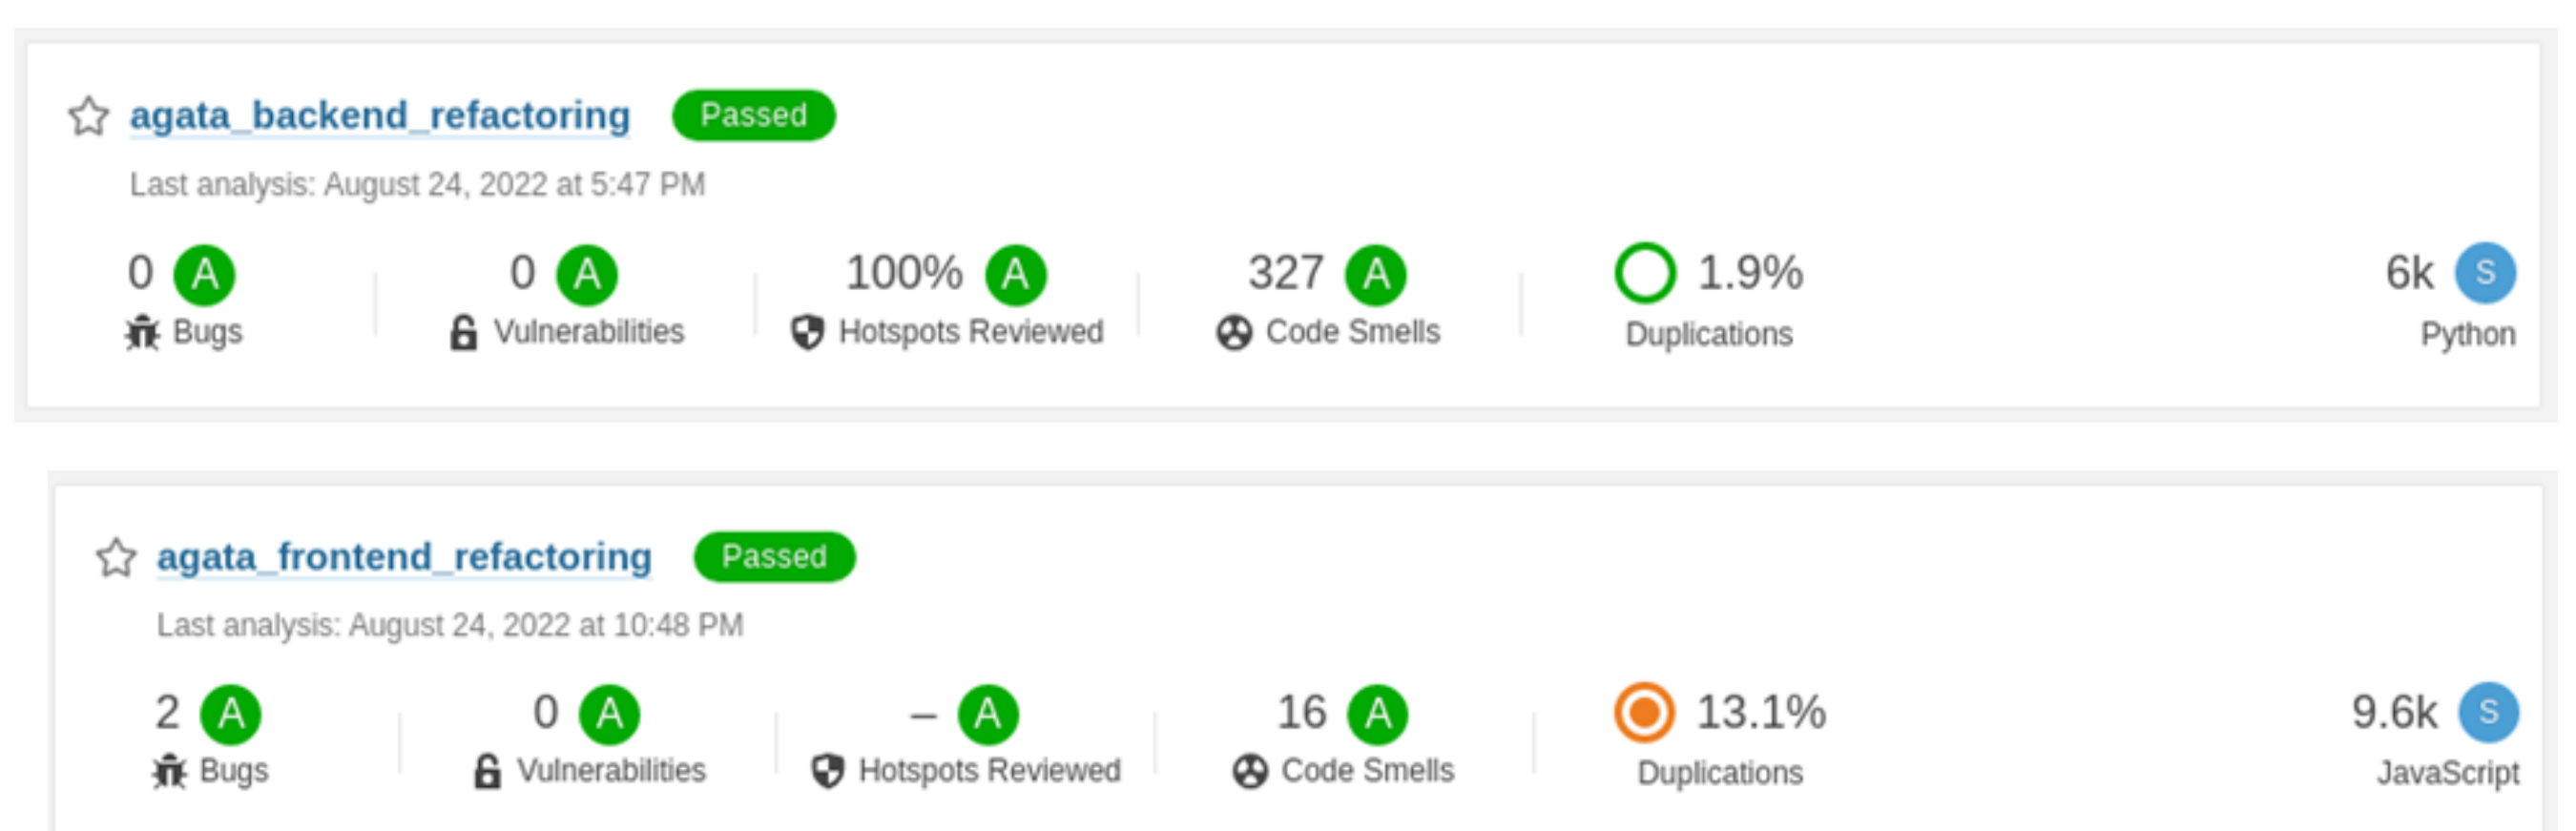 agata_backend_refactoring Passed
Last analysis: August 24, 2022 at 5:47 PM
0 A 0 A 100% A 327 A 1.9% 6k S
Bugs Vulnerabilities Hotspots Reviewed Code Smells Duplications Python
agata_frontend_refactoring Passed
Last analysis: August 24, 2022 at 10:48 PM
2 A 0 A – A 16 A 13.1% 9.6k S
Bugs Vulnerabilities Hotspots Reviewed Code Smells Duplications JavaScript